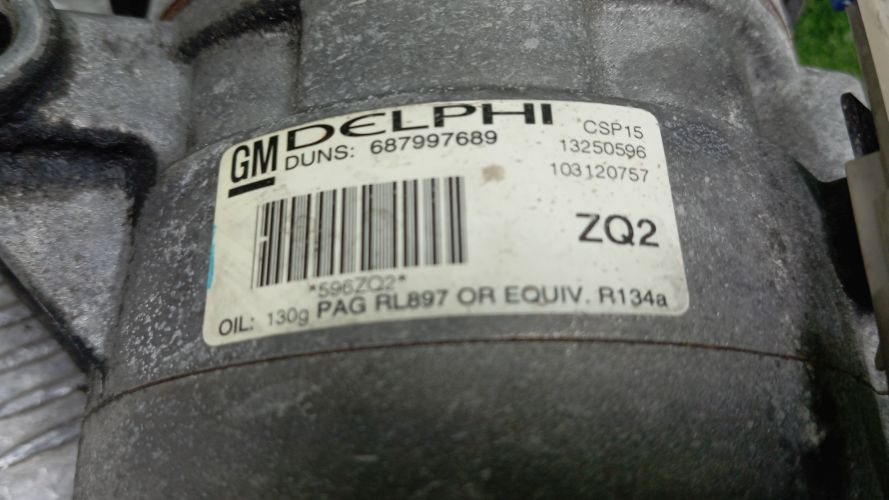 GM DELPHI
DUNS: 687997689
CSP15
13250596
103120757
ZQ2
*596ZQ2*
OIL: 130g PAG RL897 OR EQUIV. R134a